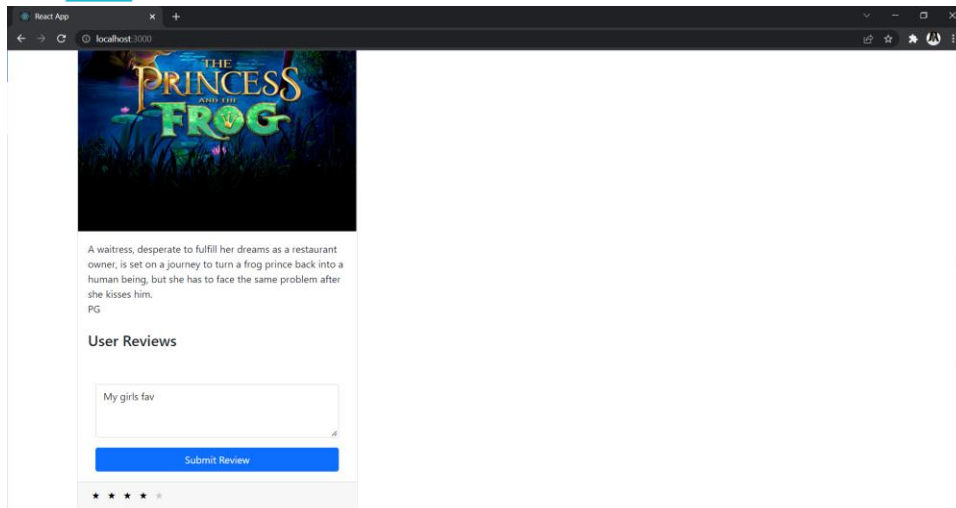 React App
localhost:3000
THE
PRINCESS
AND THE
FROG
A waitress, desperate to fulfill her dreams as a restaurant
owner, is set on a journey to turn a frog prince back into a
human being, but she has to face the same problem after
she kisses him.
PG
User Reviews
My girls fav
Submit Review